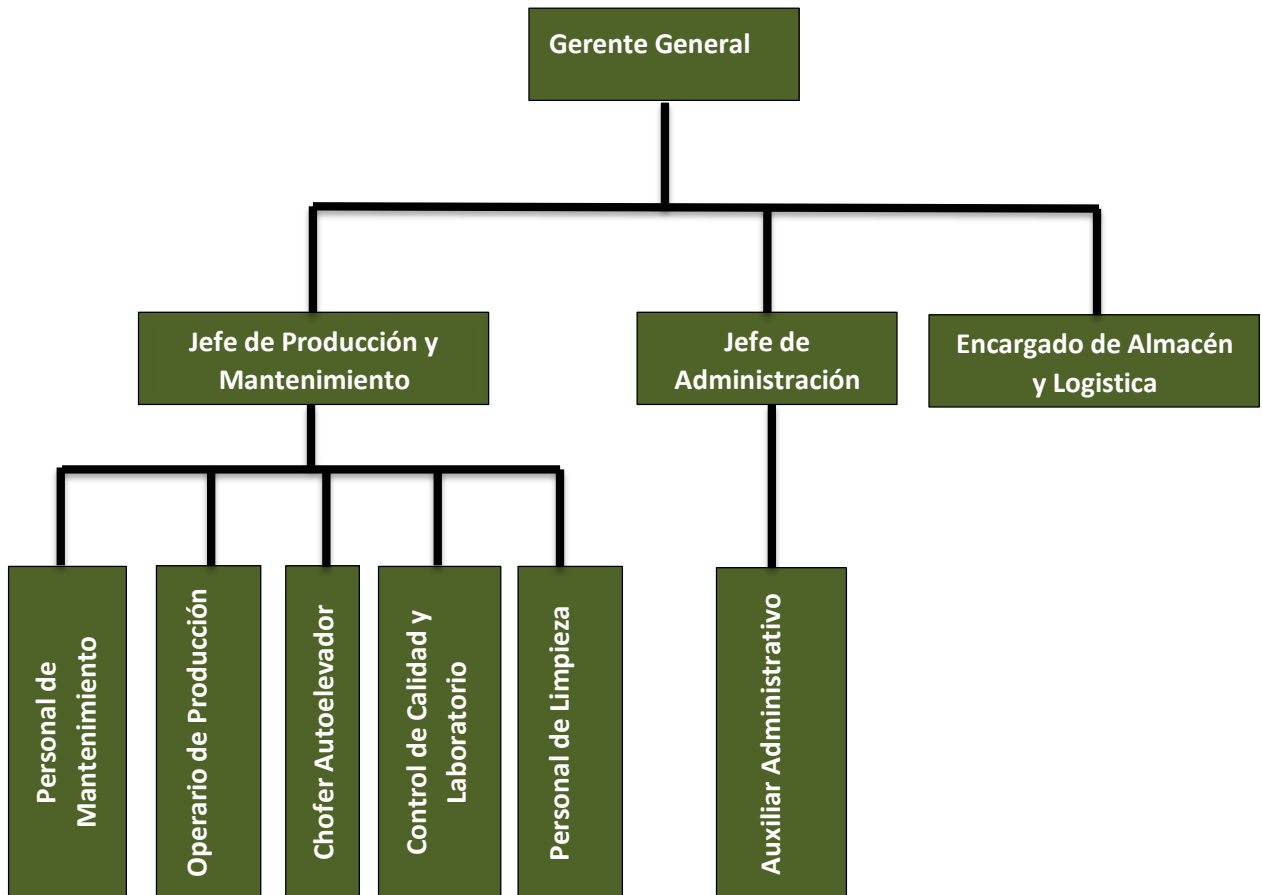 Gerente General
Jefe de Producción y
Mantenimiento
Jefe de
Administración
Encargado de Almacén
y Logistica
Personal de
Mantenimiento
Operario de Producción
Chofer Autoelevador
Control de Calidad y
Laboratorio
Personal de Limpieza
Auxiliar Administrativo